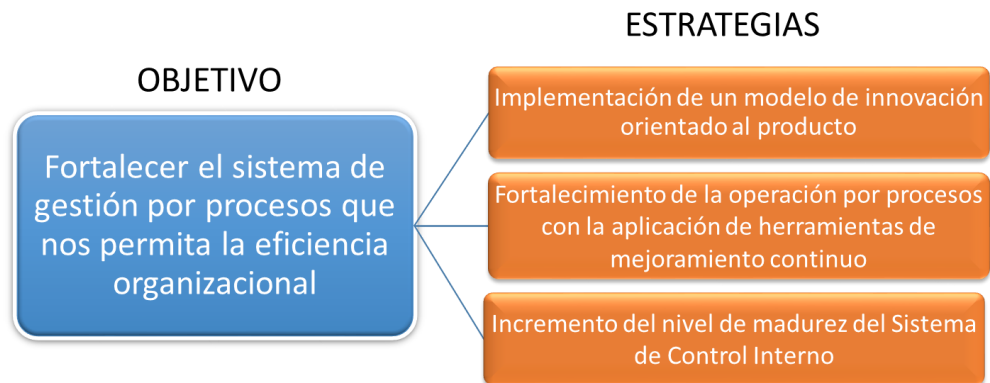 OBJETIVO
Fortalecer el sistema de
gestión por procesos que
nos permita la eficiencia
organizacional
ESTRATEGIAS
Implementación de un modelo de innovación
orientado al producto
Fortalecimiento de la operación por procesos
con la aplicación de herramientas de
mejoramiento continuo
Incremento del nivel de madurez del Sistema
de Control Interno